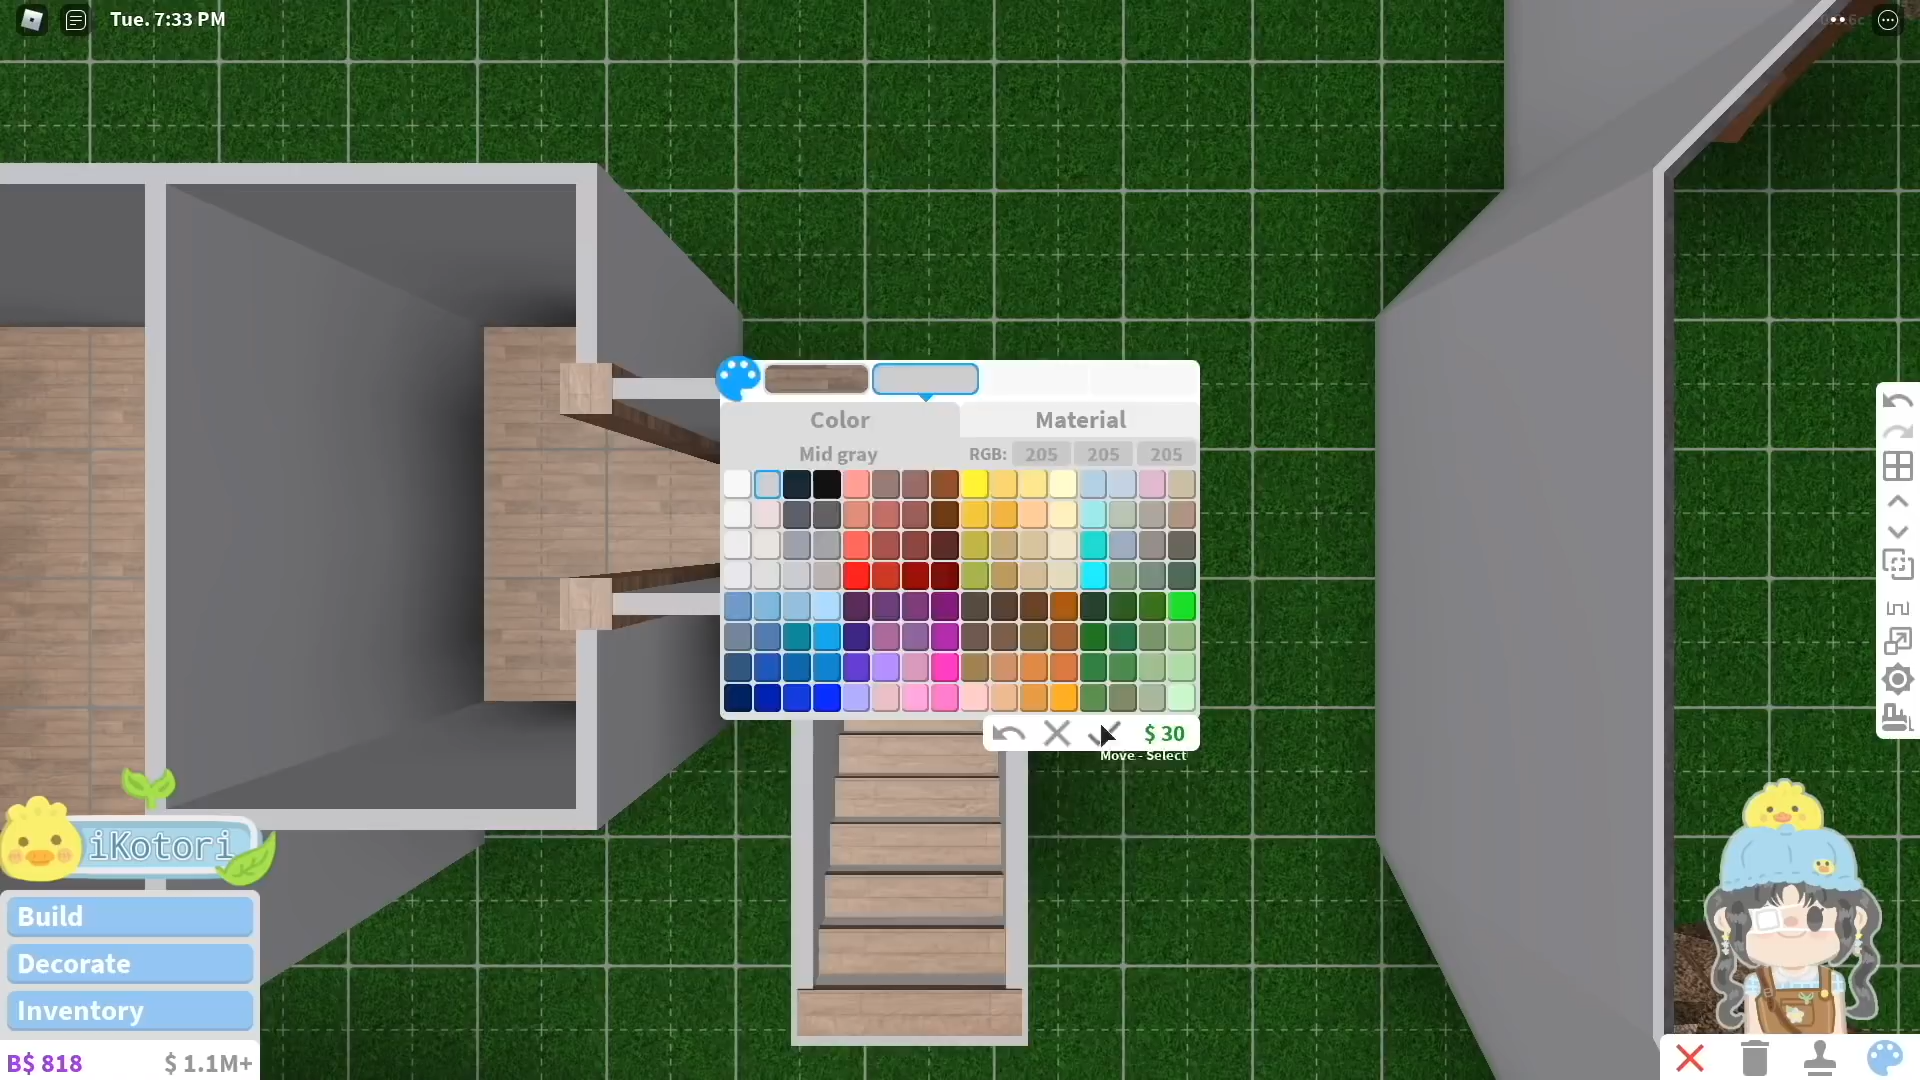 Tue. 7:33 PM
Color
Material
Mid gray
RGB: 205 205 205
$ 30
Move - Select
iKotori
Build
Decorate
Inventory
B$ 818
$ 1.1M+